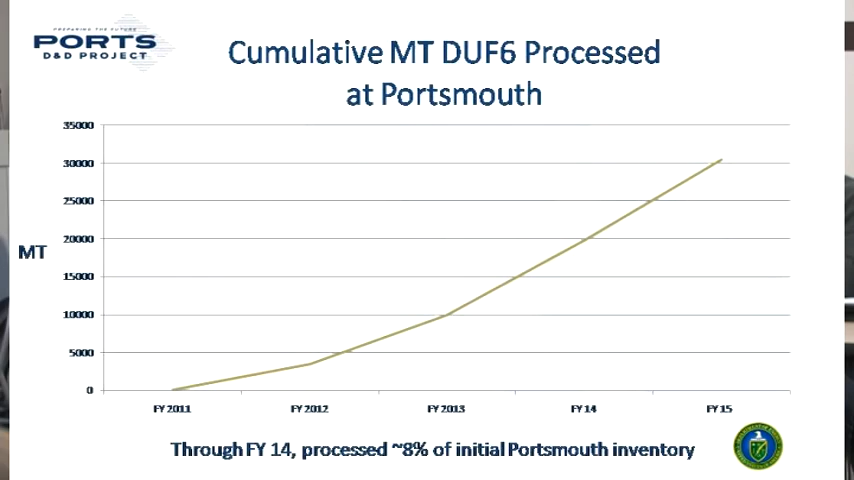 PREPARING THE FUTURE
PORTS
D&D PROJECT
Cumulative MT DUF6 Processed
at Portsmouth
35000
30000
25000
20000
15000
10000
5000
0
MT
FY 2011
FY 2012
FY 2013
FY 14
FY 15
Through FY 14, processed ~8% of initial Portsmouth inventory